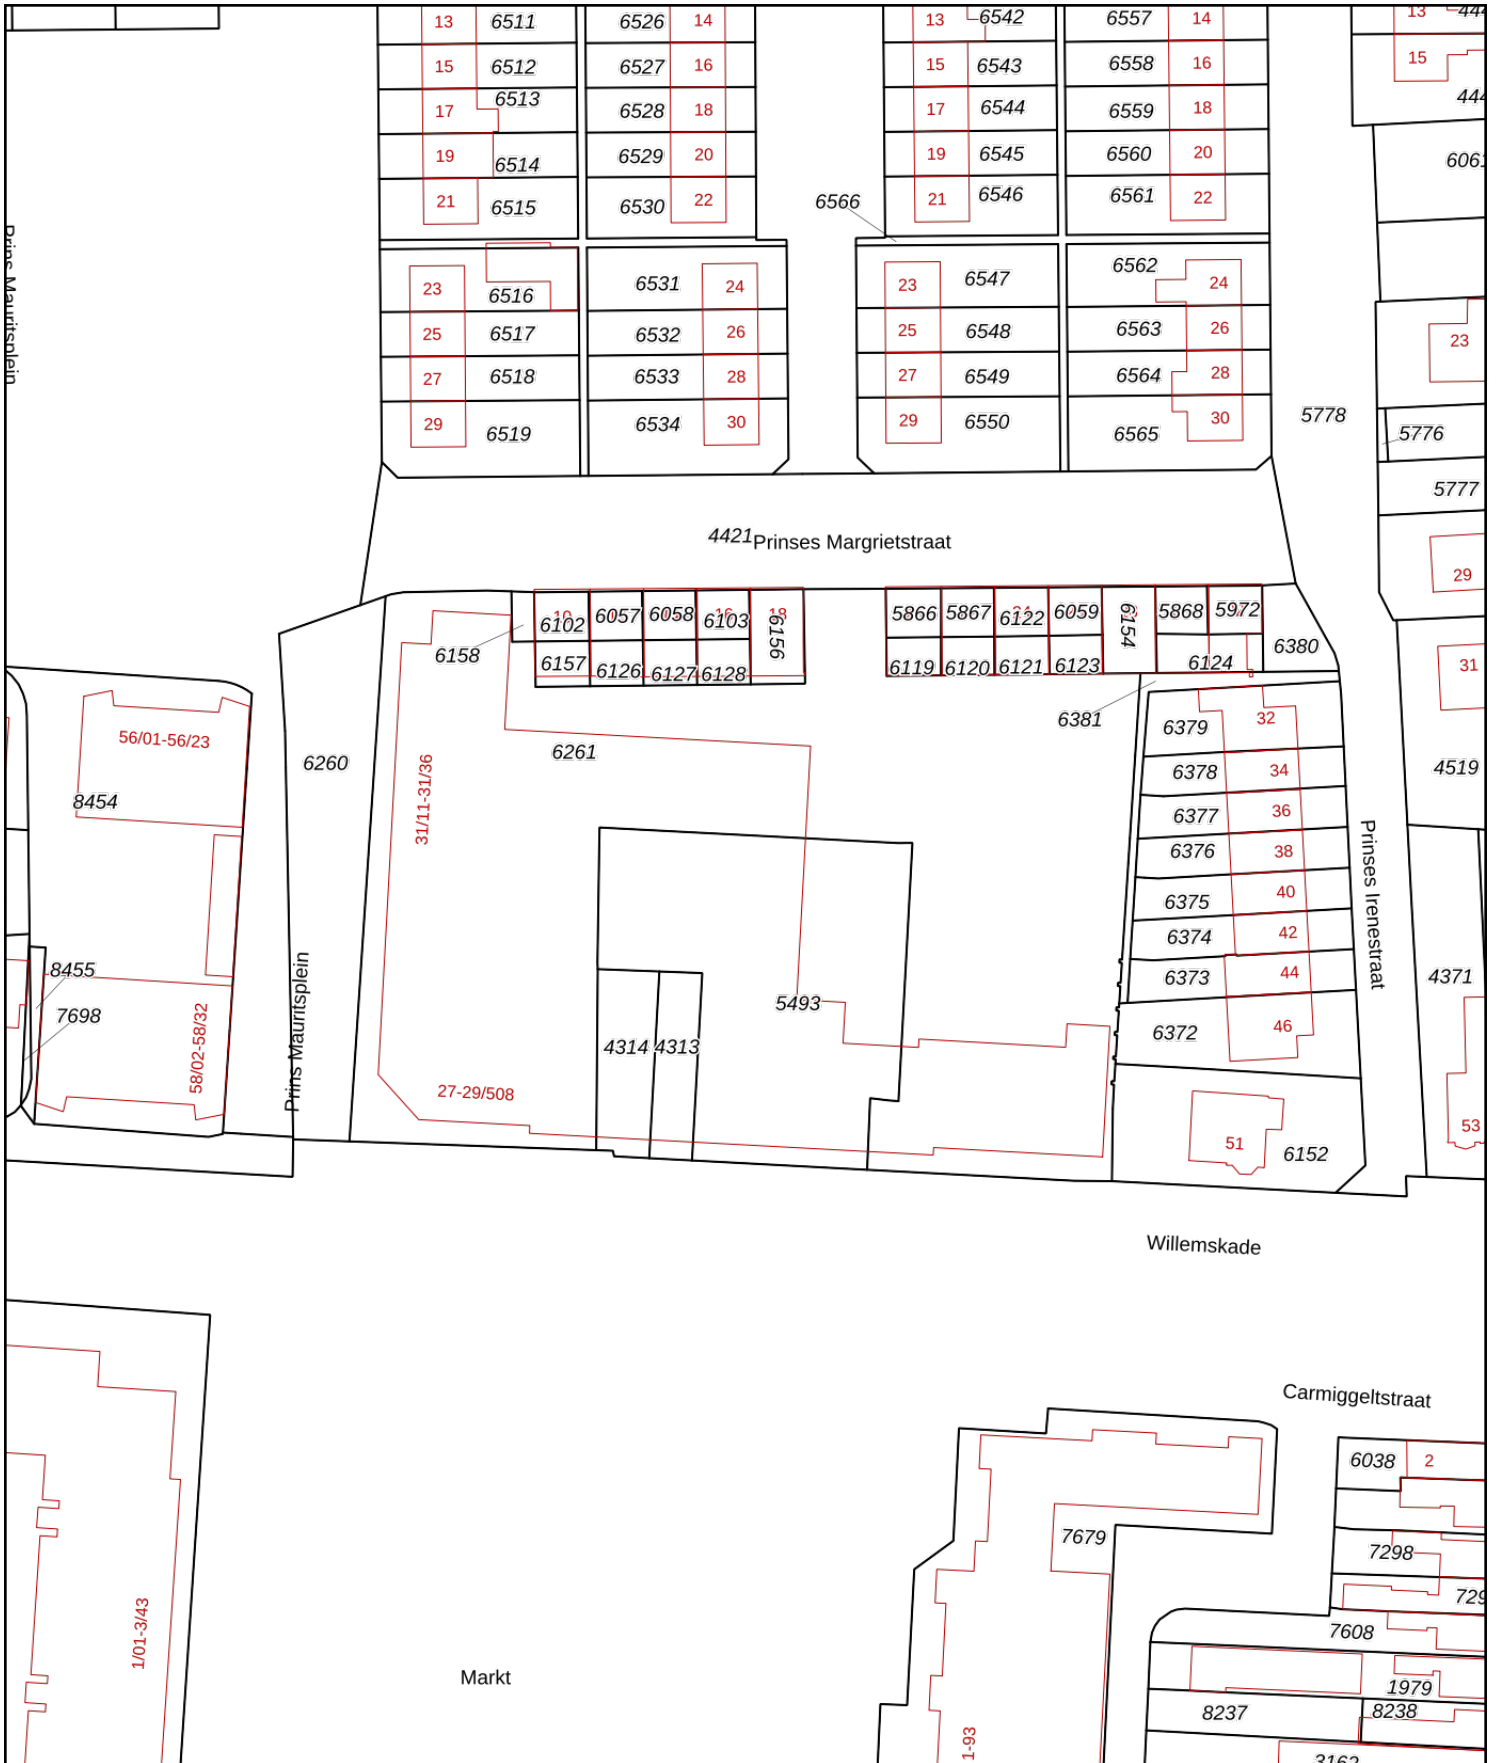 13 6511 6526 14 13 6542 6557 14 13
15 6512 6527 16 15 6543 6558 16 15
17 6513 6528 18 17 6544 6559 18
19 6514 6529 20 19 6545 6560 20
21 6515 6530 22 6566 21 6546 6561 22
Prins Mauritsplein
23 6516 6531 24 23 6547 6562 24
25 6517 6532 26 25 6548 6563 26 23
27 6518 6533 28 27 6549 6564 28
29 6519 6534 30 29 6550 6565 30 5778 5776
5777
4421 Prinses Margrietstraat
29
6102 6057 6058 6103 18 6156 5866 5867 6122 6059 6154 5868 5972 6380
6158 6157 6126 6127 6128 6119 6120 6121 6123 6124 31
6381 6379 32
56/01-56/23 6260 31/11-31/36 6261
8454 6378 34 4519
6377 36
6376 38
6375 40
6374 42
Prinses Irenestraat
8455 6373 44 4371
7698 5493
58/02-58/32 Prins Mauritsplein 4314 4313 6372 46
27-29/508
51 6152 53
Willemskade
Carmiggeltstraat
6038 2
7679 7298
7608
1/01-3/43
Markt 1979
8237 8238